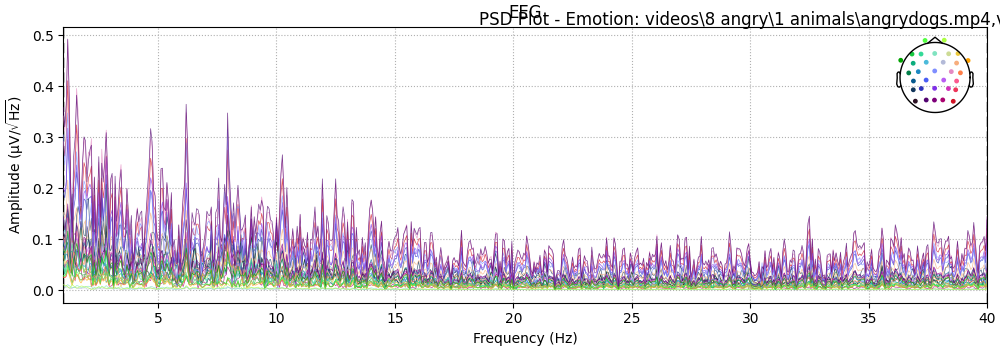 EEG
PSD Plot - Emotion: videos\8 angry\1 animals\angrydogs.mp4,v
Amplitude (µV/√Hz)
0.5
0.4
0.3
0.2
0.1
0.0
5 10 15 20 25 30 35 40
Frequency (Hz)